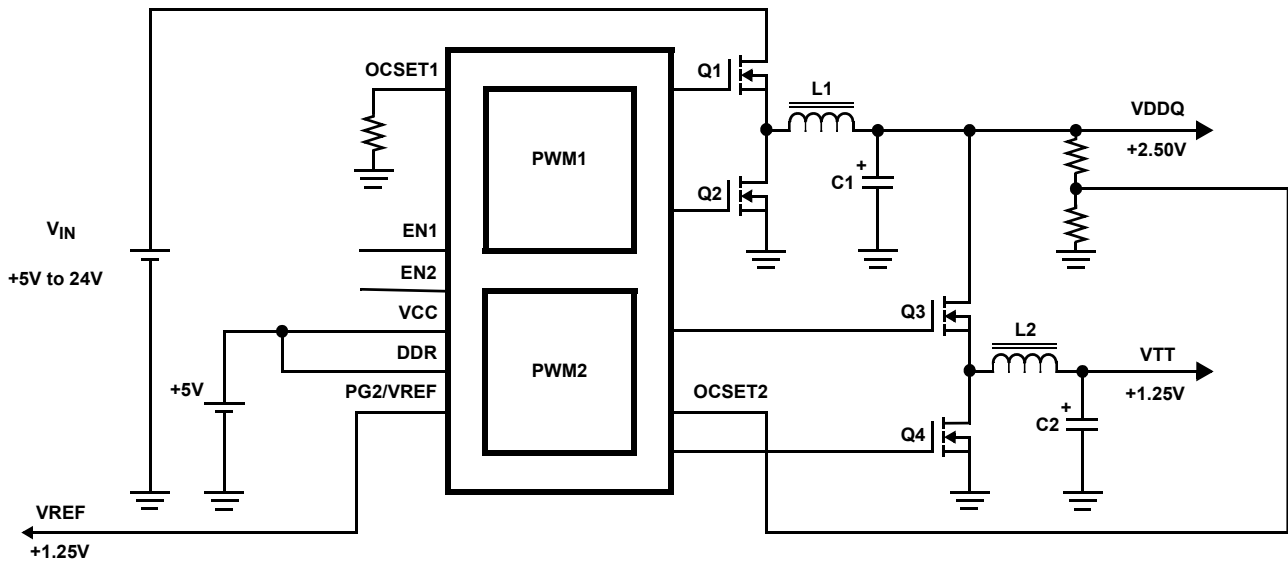 OCSET1
Q1
L1
VDDQ
+2.50V
PWM1
+
C1
Q2
VIN
+5V to 24V
EN1
EN2
VCC
DDR
PG2/VREF
+5V
PWM2
OCSET2
Q3
L2
VTT
+1.25V
+
C2
Q4
VREF
+1.25V